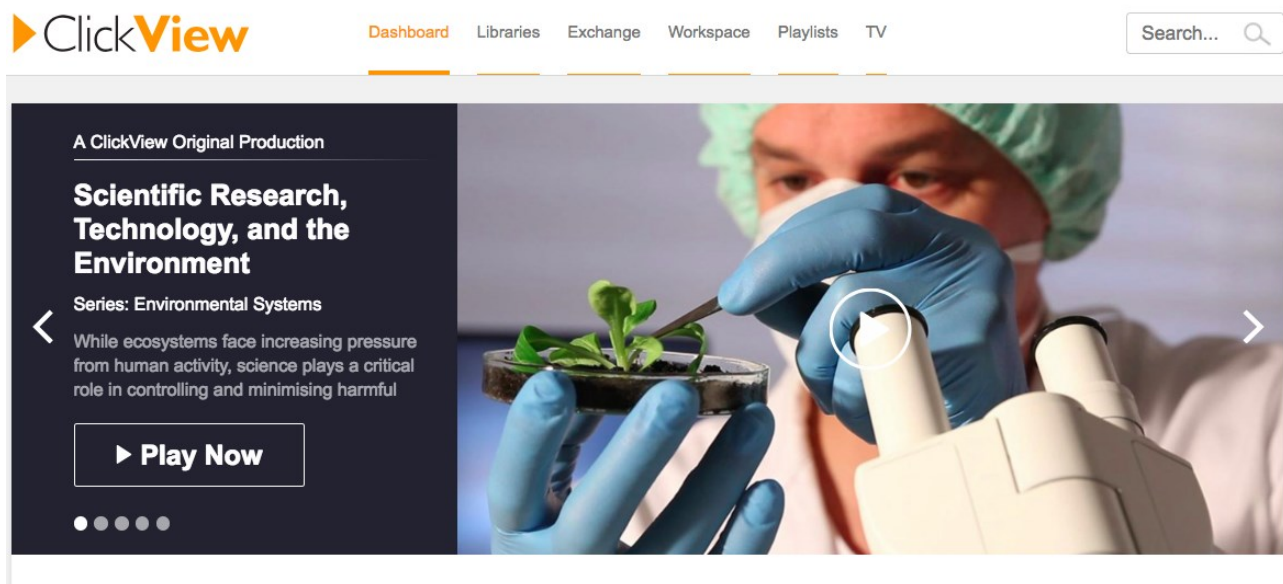 ClickView
Dashboard Libraries Exchange Workspace Playlists TV
Search...
A ClickView Original Production
Scientific Research,
Technology, and the
Environment
Series: Environmental Systems
While ecosystems face increasing pressure
from human activity, science plays a critical
role in controlling and minimising harmful
Play Now